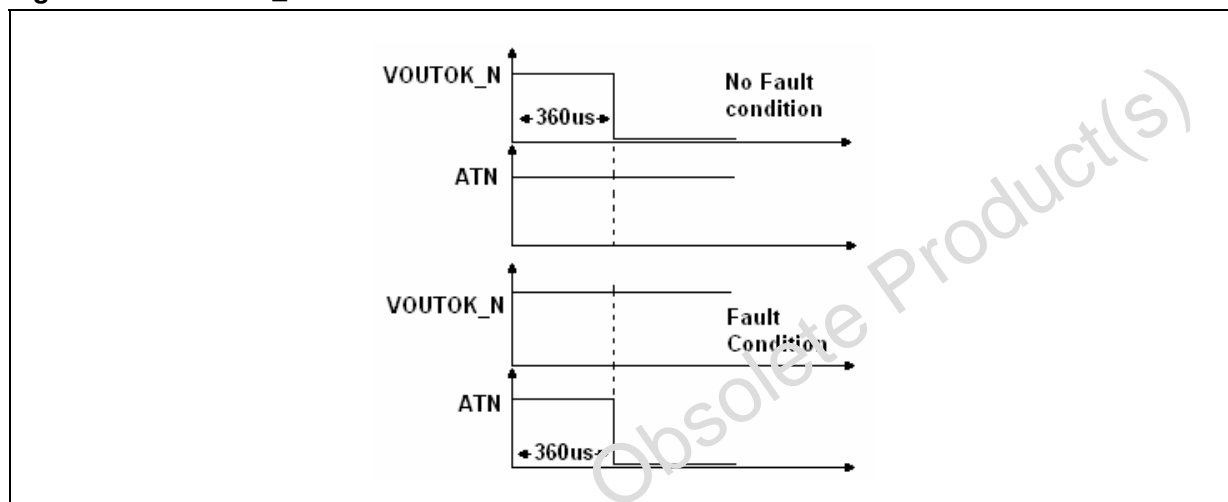 VOUTOK_N
No Fault
condition
360us
ATN
VOUTOK_N
Fault
Condition
ATN
360us
Obsolete Product(s)